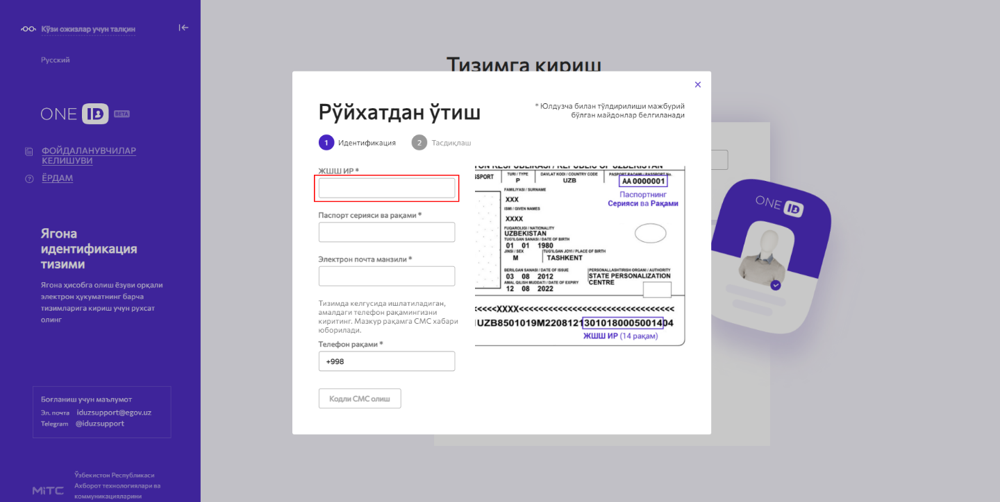 Кўзи ожизлар учун талқин
Русский
ONE ID BETA
ФОЙДАЛАНУВЧИЛАР
КЕЛИШУВИ
ЁРДАМ
Ягона
идентификация
тизими
Ягона ҳисобга олиш ёзуви орқали
электрон ҳукуматнинг барча
тизимларига кириш учун рухсат
олинг
Боғланиш учун маълумот
Эл. почта iduzsupport@egov.uz
Telegram @iduzsupport
MiTC
Ўзбекистон Республикаси
Ахборот технологиялари ва
коммуникацияларини
Тизимга кириш
Рўйхатдан ўтиш
* Юлдузча билан тўлдирилиши мажбурий
бўлган майдонлар белгиланади
1 Идентификация 2 Тасдиқлаш
ЖШШ ИР *
Паспорт серияси ва рақами *
Электрон почта манзили *
Тизимда келгусида ишлатиладиган,
амалдаги телефон рақамингизни
киритинг. Мазкур рақамга СМС хабари
юборилади.
Телефон рақами *
+998
Кодли СМС олиш
TON RESPUBLIKASI / REPUBLIC OF UZBEKISTAN
SSPORT TURI / TYPE DAVLAT KODI / COUNTRY CODE PASPORT RAQAMI / PASSPORT No.
P UZB AA 0000001
Паспортнинг
Серияси ва Рақами
FAMILIYASI / SURNAME
XXX
ISMI / GIVEN NAMES
XXXX
FUQAROLIGI / NATIONALITY
UZBEKISTAN
TUG'ILGAN SANASI / DATE OF BIRTH
01 01 1980
JINSI / SEX TUG'ILGAN JOYI / PLACE OF BIRTH
M TASHKENT
BERILGAN SANASI / DATE OF ISSUE PERSONALLASHTIRISH ORGANI / AUTHORITY
03 08 2012 STATE PERSONALIZATION
AMAL QILISH MUDDATI / DATE OF EXPIRY CENTRE
12 08 2022
<<<<XXXX<<<<<<<<<<<<<<<<<<<<<<<<<
1UZB8501019M22081213010180005001404
ЖШШ ИР (14 рақам)
ONE ID